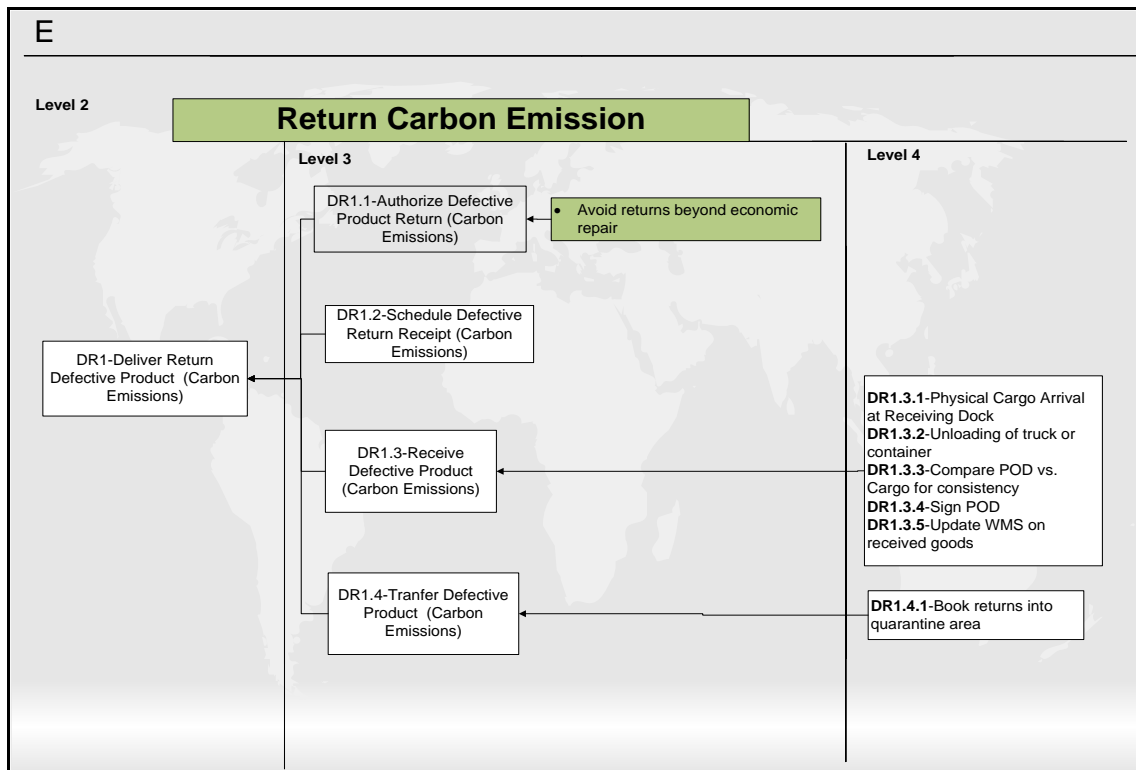 E
Level 2
Return Carbon Emission
Level 3
Level 4
DR1.1-Authorize Defective
Product Return (Carbon
Emissions)
• Avoid returns beyond economic
repair
DR1.2-Schedule Defective
Return Receipt (Carbon
Emissions)
DR1-Deliver Return
Defective Product (Carbon
Emissions)
DR1.3-Receive
Defective Product
(Carbon Emissions)
DR1.3.1-Physical Cargo Arrival
at Receiving Dock
DR1.3.2-Unloading of truck or
container
DR1.3.3-Compare POD vs.
Cargo for consistency
DR1.3.4-Sign POD
DR1.3.5-Update WMS on
received goods
DR1.4-Tranfer Defective
Product (Carbon
Emissions)
DR1.4.1-Book returns into
quarantine area